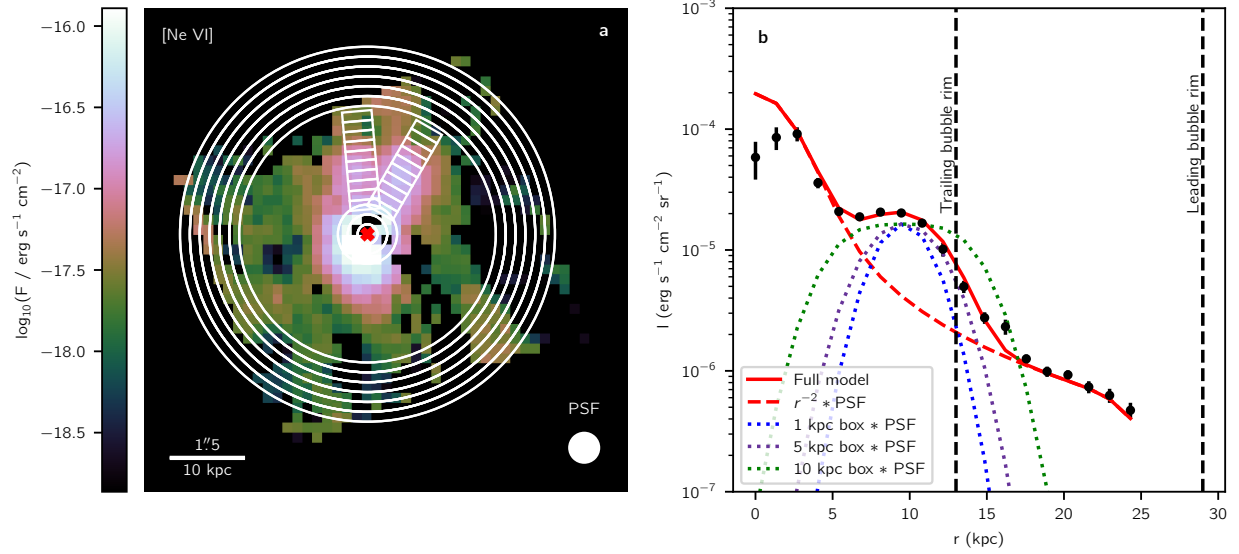 [Ne VI]
a
−16.0
−16.5
−17.0
−17.5
−18.0
−18.5
log₁₀(F / erg s⁻¹ cm⁻²)
1″.5
10 kpc
PSF
b
10⁻³
10⁻⁴
10⁻⁵
10⁻⁶
10⁻⁷
I (erg s⁻¹ cm⁻² sr⁻¹)
Trailing bubble rim
Leading bubble rim
Full model
r⁻² ∗ PSF
1 kpc box ∗ PSF
5 kpc box ∗ PSF
10 kpc box ∗ PSF
0 5 10 15 20 25 30
r (kpc)